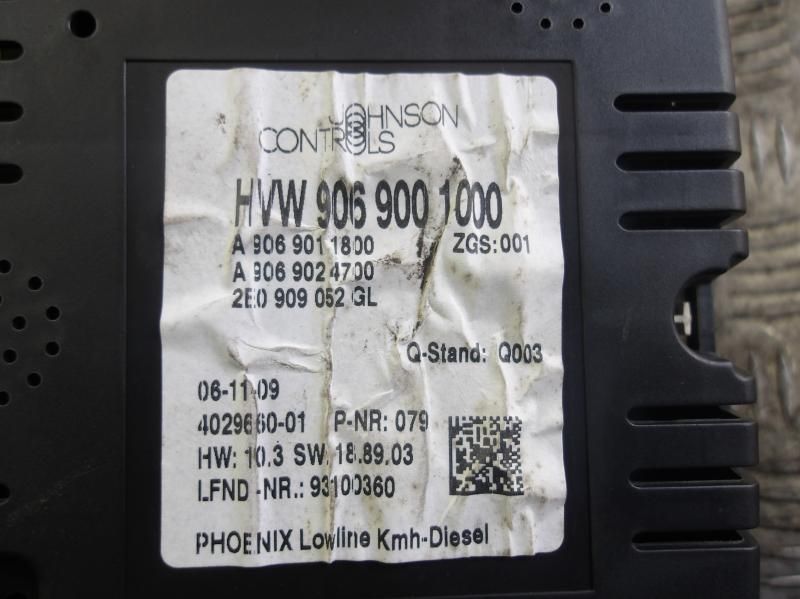 JOHNSON
CONTROLS
HVW 906 900 1000
A 906 901 1800 ZGS: 001
A 906 902 4700
2E0 909 052 GL
Q-Stand: Q003
06-11-09
4029660-01 P-NR: 079
HW: 10.3 SW: 18.89.03
LFND-NR.: 93100360
PHOENIX Lowline Kmh-Diesel